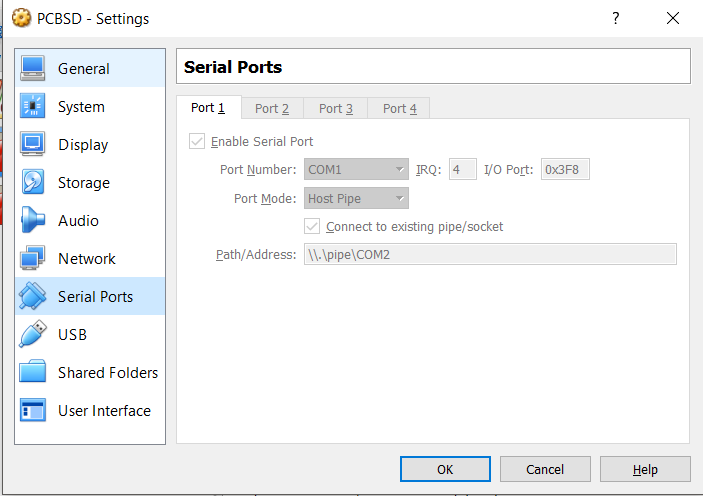 PCBSD - Settings
General
System
Display
Storage
Audio
Network
Serial Ports
USB
Shared Folders
User Interface
Serial Ports
Port 1 Port 2 Port 3 Port 4
Enable Serial Port
Port Number: COM1 IRQ: 4 I/O Port: 0x3F8
Port Mode: Host Pipe
Connect to existing pipe/socket
Path/Address: \\.\pipe\COM2
OK Cancel Help